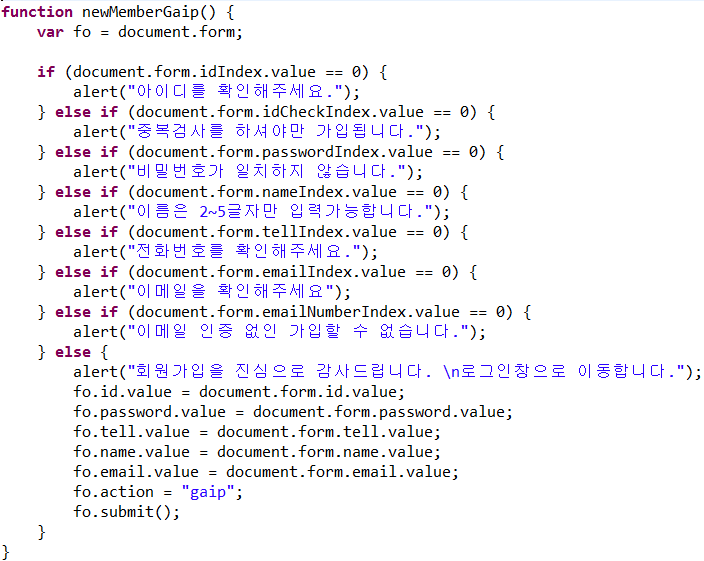 function newMemberGaip() {
    var fo = document.form;

    if (document.form.idIndex.value == 0) {
        alert("아이디를 확인해주세요.");
    } else if (document.form.idCheckIndex.value == 0) {
        alert("중복검사를 하셔야만 가입됩니다.");
    } else if (document.form.passwordIndex.value == 0) {
        alert("비밀번호가 일치하지 않습니다.");
    } else if (document.form.nameIndex.value == 0) {
        alert("이름은 2~5글자만 입력가능합니다.");
    } else if (document.form.tellIndex.value == 0) {
        alert("전화번호를 확인해주세요.");
    } else if (document.form.emailIndex.value == 0) {
        alert("이메일을 확인해주세요");
    } else if (document.form.emailNumberIndex.value == 0) {
        alert("이메일 인증 없인 가입할 수 없습니다.");
    } else {
        alert("회원가입을 진심으로 감사드립니다. \n로그인창으로 이동합니다.");
        fo.id.value = document.form.id.value;
        fo.password.value = document.form.password.value;
        fo.tell.value = document.form.tell.value;
        fo.name.value = document.form.name.value;
        fo.email.value = document.form.email.value;
        fo.action = "gaip";
        fo.submit();
    }
}